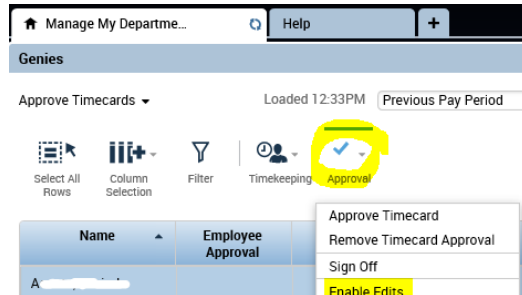 Manage My Departme... Help +
Genies
Approve Timecards Loaded 12:33PM Previous Pay Period
Select All Rows Column Selection Filter Timekeeping Approval
Approve Timecard
Name Employee Approval Remove Timecard Approval
Sign Off
A Enable Edits